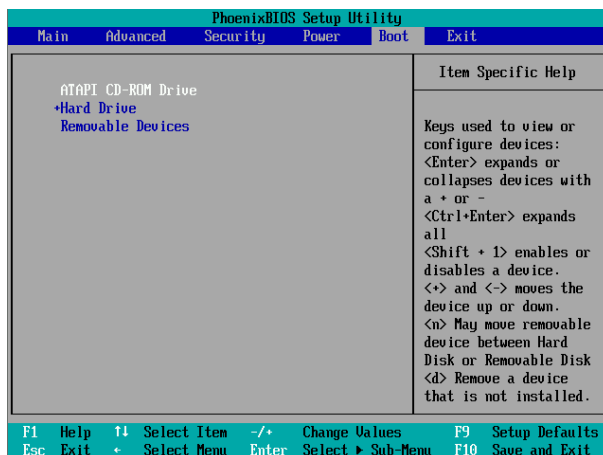 PhoenixBIOS Setup Utility
Main Advanced Security Power Boot Exit
ATAPI CD-ROM Drive
+Hard Drive
Removable Devices
Item Specific Help
Keys used to view or
configure devices:
<Enter> expands or
collapses devices with
a + or -
<Ctrl+Enter> expands
all
<Shift + 1> enables or
disables a device.
<+> and <-> moves the
device up or down.
<n> May move removable
device between Hard
Disk or Removable Disk
<d> Remove a device
that is not installed.
F1 Help ↑↓ Select Item -/+ Change Values F9 Setup Defaults
Esc Exit ← Select Menu Enter Select ▶ Sub-Menu F10 Save and Exit